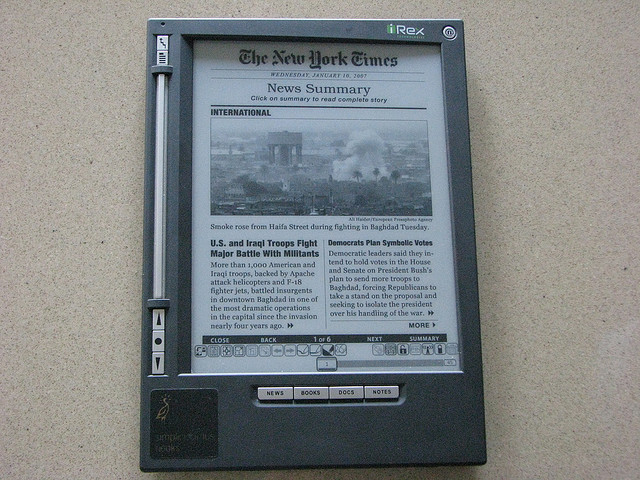 iRex
The New York Times
WEDNESDAY, JANUARY 10, 2007
News Summary
Click on summary to read complete story
INTERNATIONAL
Ali Haider/European Pressphoto Agency
Smoke rose from Haifa Street during fighting in Baghdad Tuesday.
U.S. and Iraqi Troops Fight
Major Battle With Militants
More than 1,000 American and
Iraqi troops, backed by Apache
attack helicopters and F-18
fighter jets, battled insurgents
in downtown Baghdad in one of
the most dramatic operations
in the capital since the invasion
nearly four years ago.
Democrats Plan Symbolic Votes
Democratic leaders said they in-
tend to hold votes in the House
and Senate on President Bush's
plan to send more troops to
Baghdad, forcing Republicans to
take a stand on the proposal and
seeking to isolate the president
over his handling of the war.
MORE
CLOSE BACK 1 of 6 NEXT SUMMARY
1
NEWS BOOKS DOCS NOTES
books